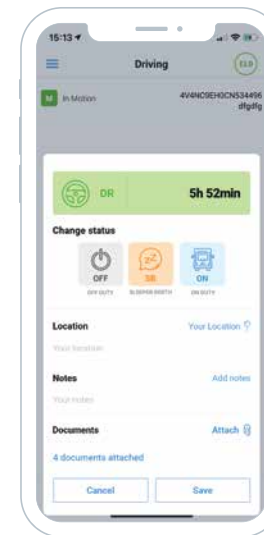 15:13
Driving
ELD
M In Motion
4V4NC9EH0CN534496
dfgdfg
DR 5h 52min
Change status
OFF SB ON
OFF DUTY SLEEPER BERTH ON DUTY
Location Your Location
Your location
Notes Add notes
Your notes
Documents Attach
4 documents attached
Cancel Save